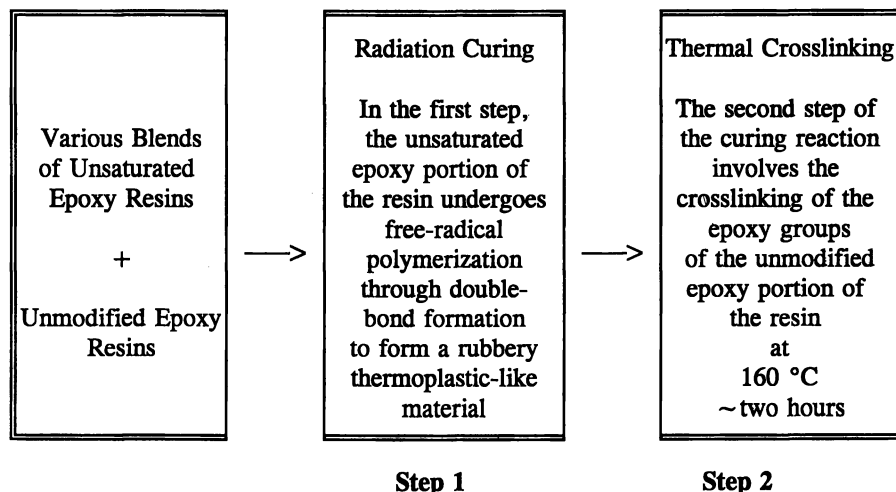 Various Blends
of Unsaturated
Epoxy Resins
+
Unmodified Epoxy
Resins
Radiation Curing
In the first step,
the unsaturated
epoxy portion of
the resin undergoes
free-radical
polymerization
through double-
bond formation
to form a rubbery
thermoplastic-like
material
Step 1
Thermal Crosslinking
The second step of
the curing reaction
involves the
crosslinking of the
epoxy groups
of the unmodified
epoxy portion of
the resin
at
160 °C
~two hours
Step 2